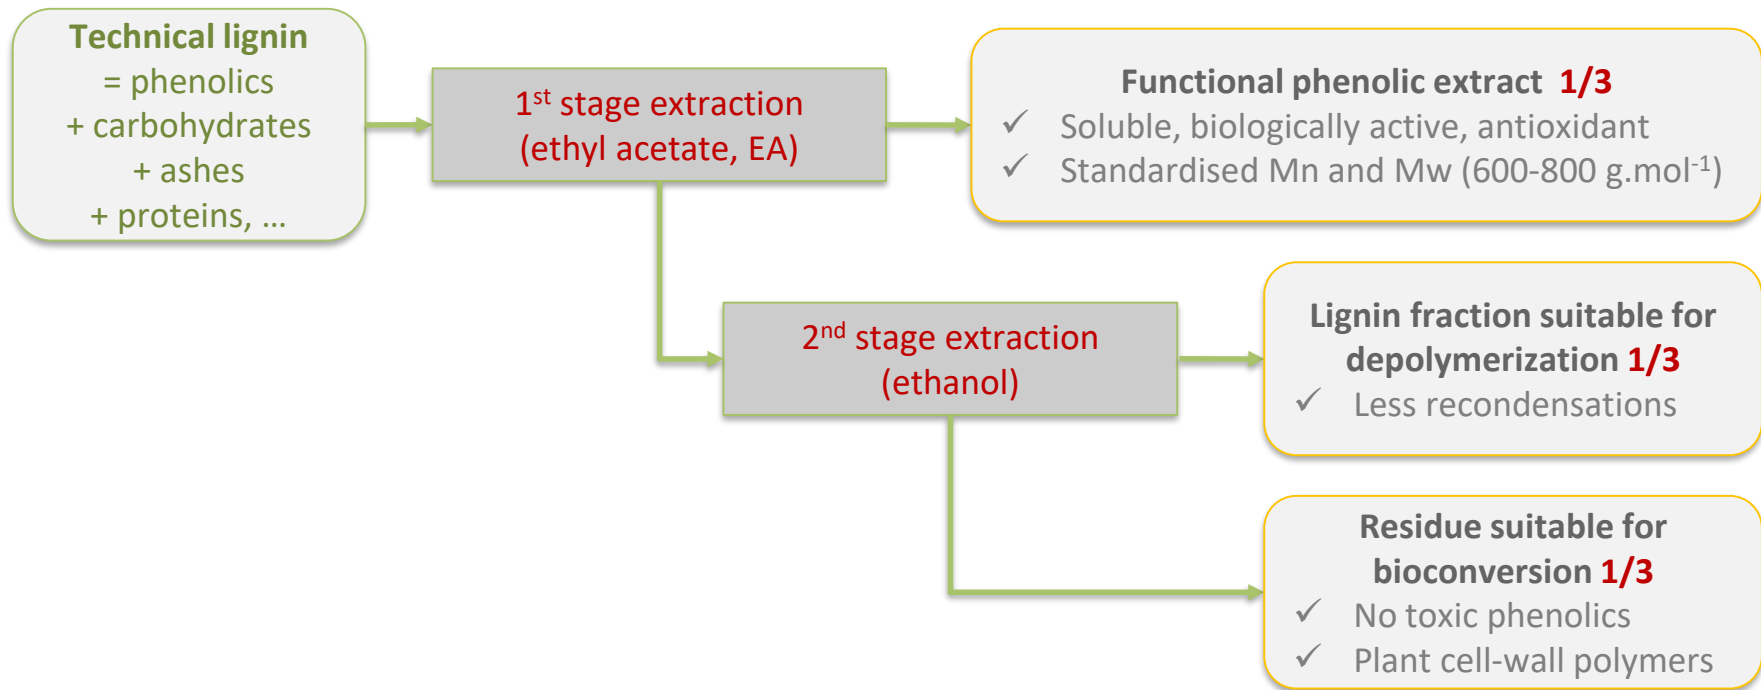 Technical lignin
= phenolics
+ carbohydrates
+ ashes
+ proteins, ...
1st stage extraction
(ethyl acetate, EA)
Functional phenolic extract 1/3
✓ Soluble, biologically active, antioxidant
✓ Standardised Mn and Mw (600-800 g.mol-1)
2nd stage extraction
(ethanol)
Lignin fraction suitable for
depolymerization 1/3
✓ Less recondensations
Residue suitable for
bioconversion 1/3
✓ No toxic phenolics
✓ Plant cell-wall polymers